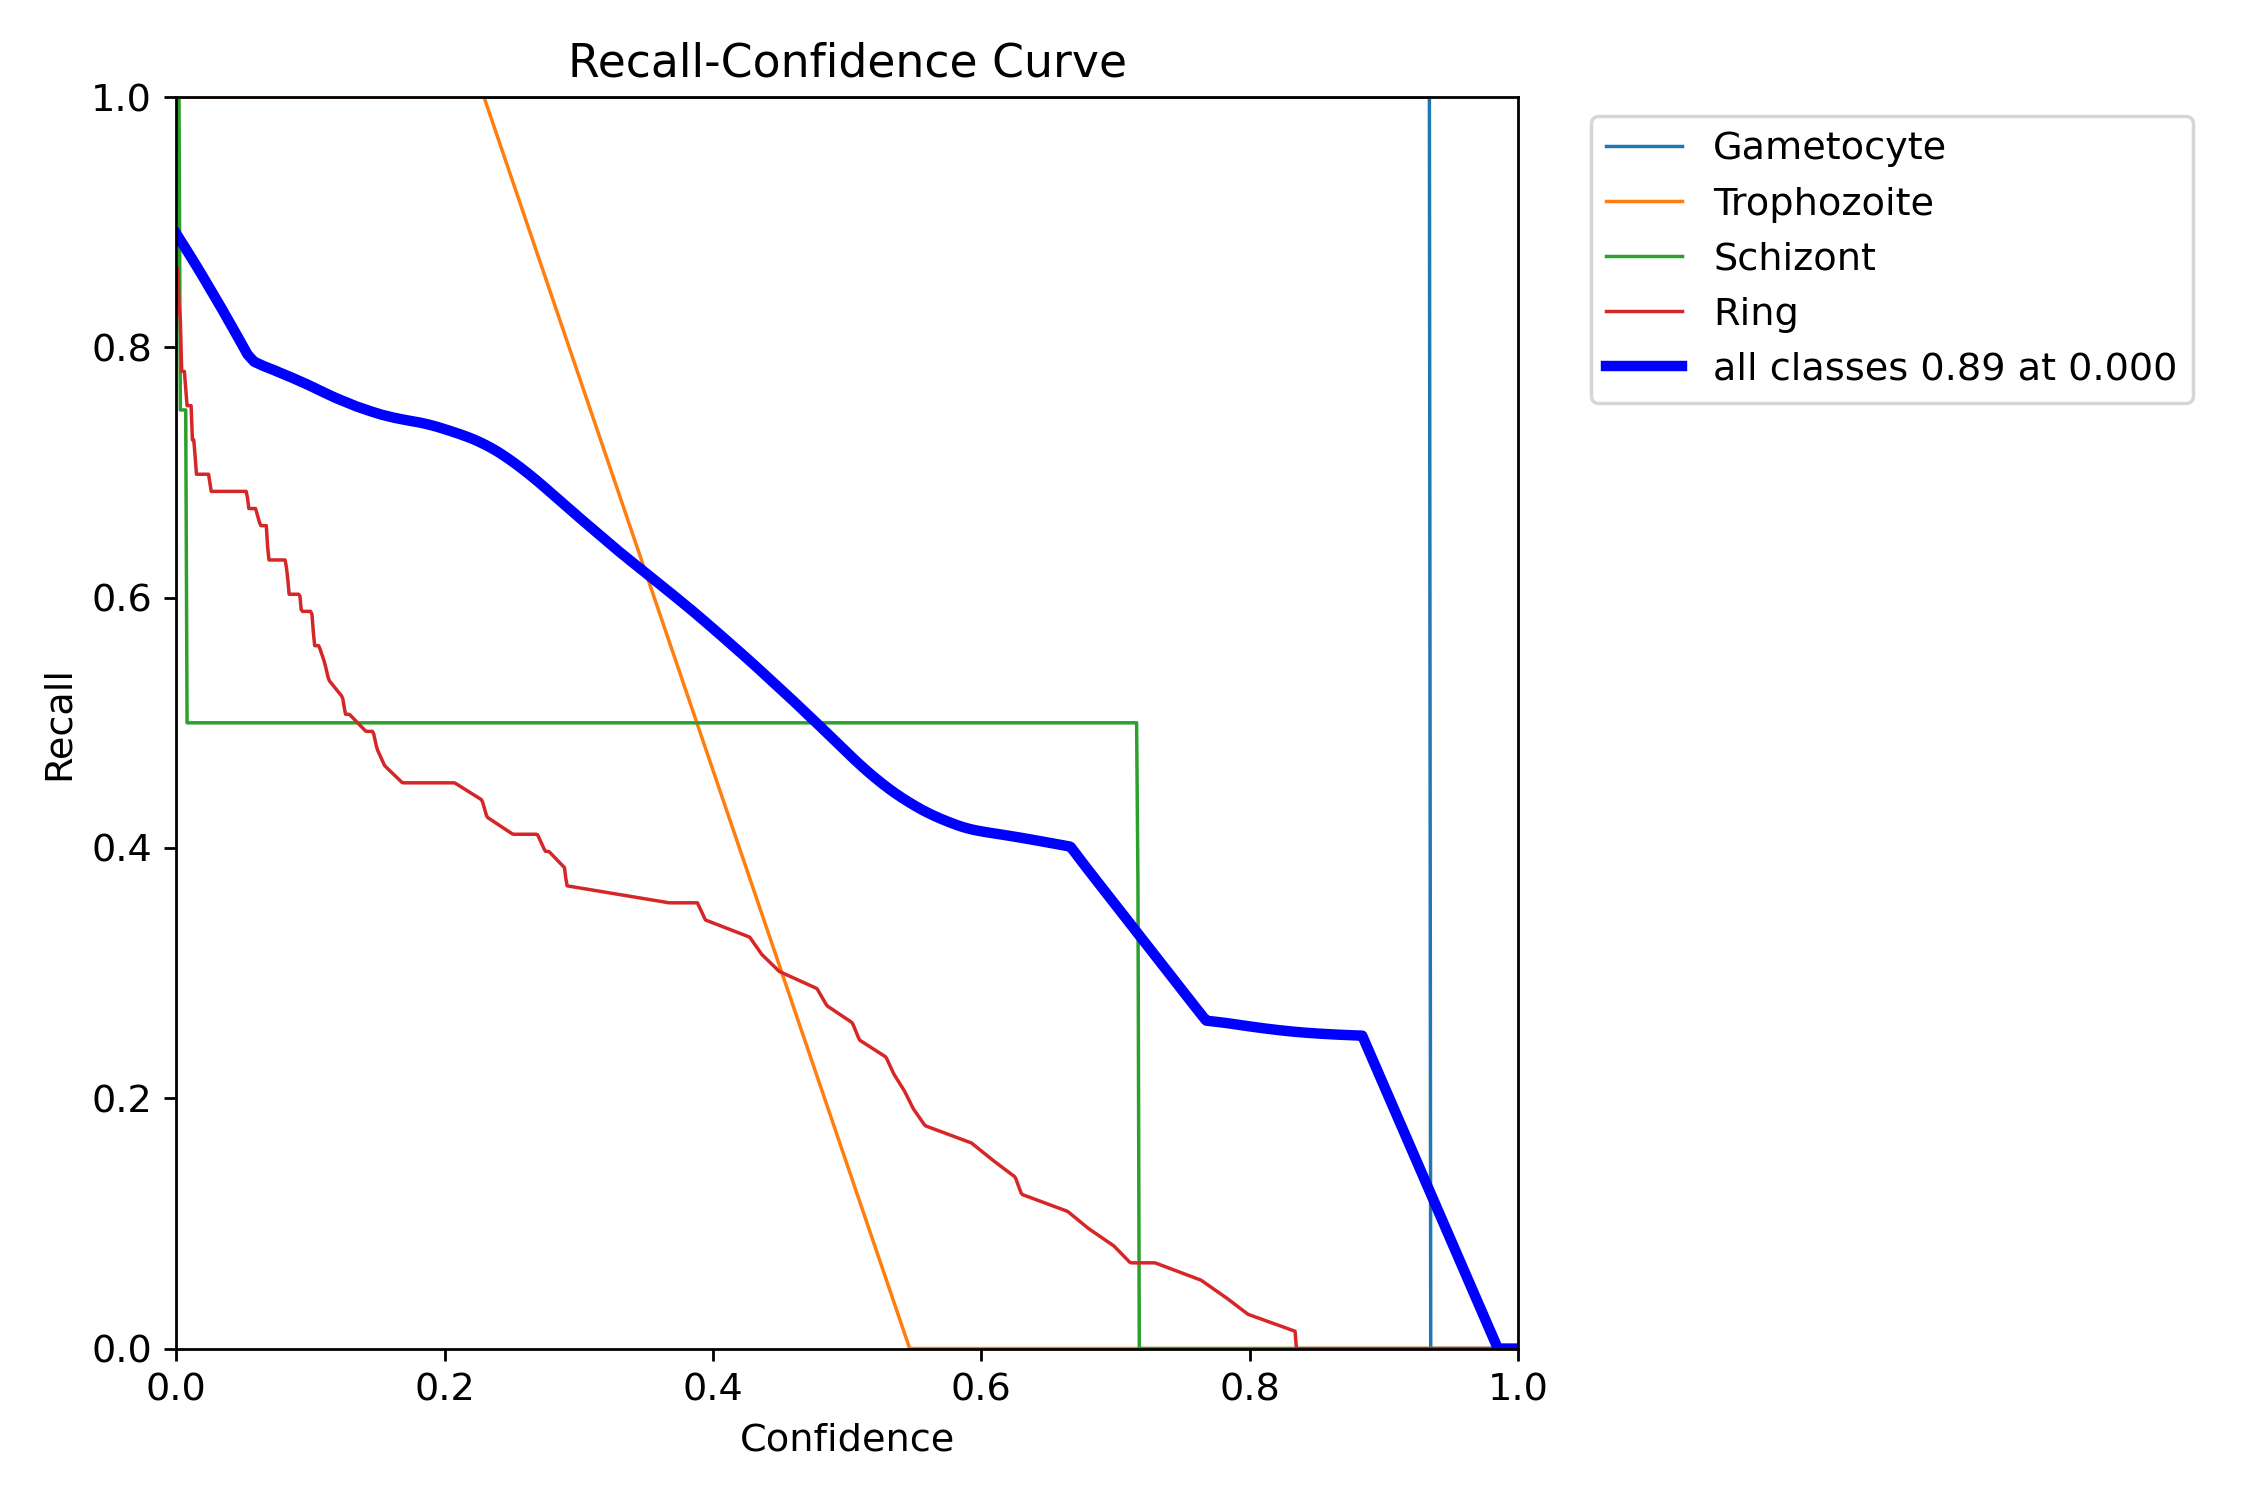 Recall-Confidence Curve
1.0
0.8
0.6
0.4
0.2
0.0
Recall
0.0 0.2 0.4 0.6 0.8 1.0
Confidence
Gametocyte
Trophozoite
Schizont
Ring
all classes 0.89 at 0.000